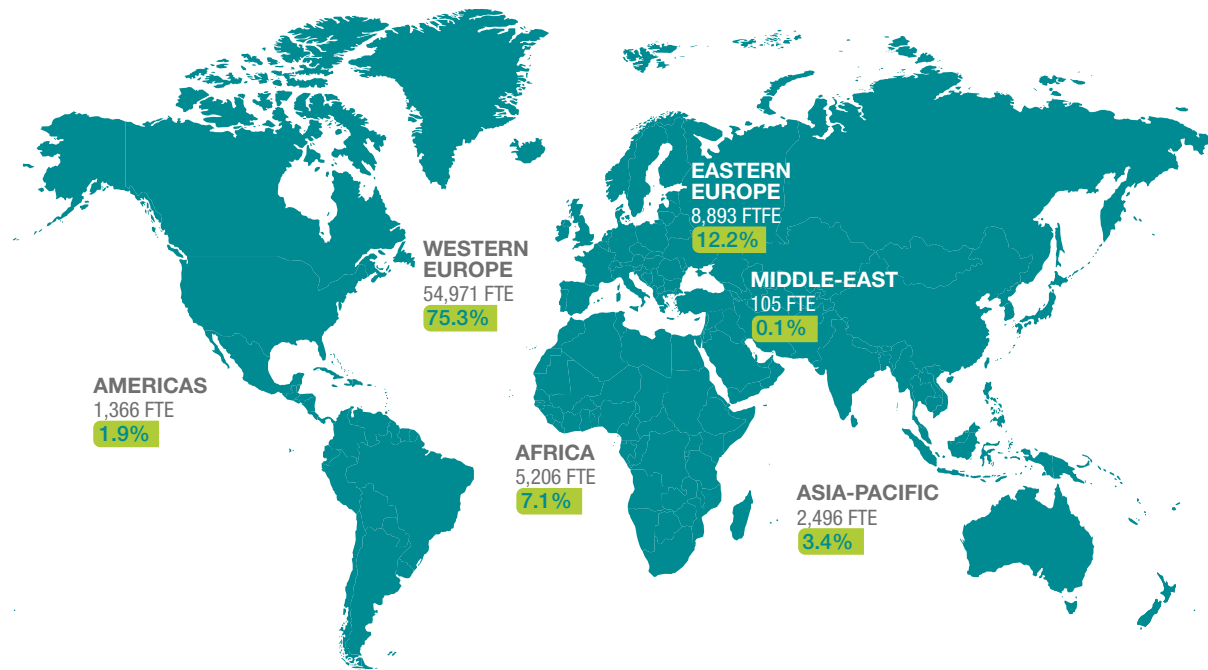 EASTERN
EUROPE
8,893 FTFE
12.2%
WESTERN
EUROPE
54,971 FTE
75.3%
MIDDLE-EAST
105 FTE
0.1%
AMERICAS
1,366 FTE
1.9%
AFRICA
5,206 FTE
7.1%
ASIA-PACIFIC
2,496 FTE
3.4%